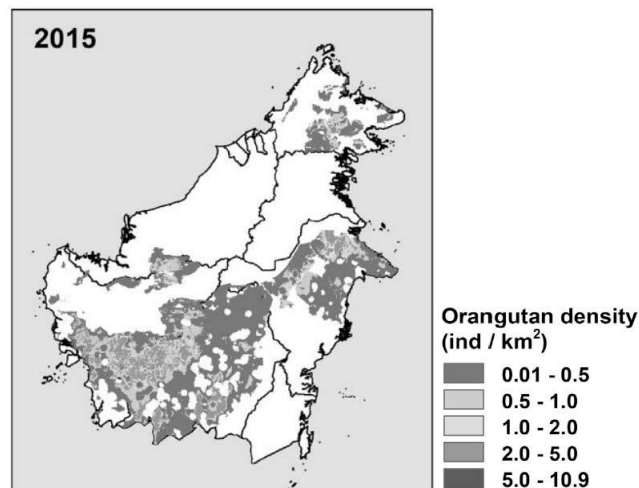 2015
Orangutan density
(ind / km²)
0.01 - 0.5
0.5 - 1.0
1.0 - 2.0
2.0 - 5.0
5.0 - 10.9